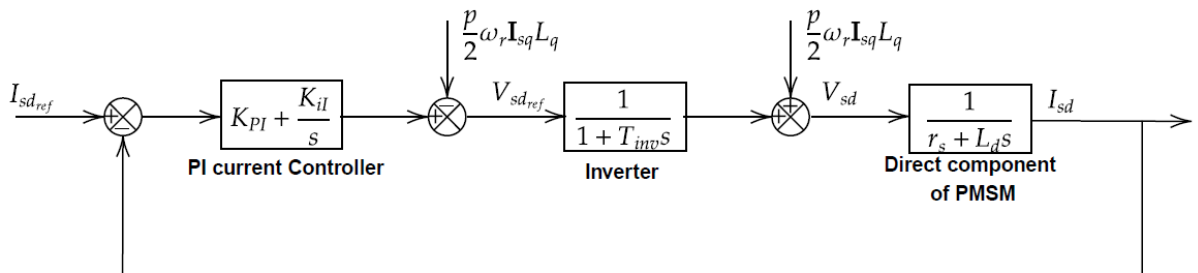 p/2 ω_r I_sq L_q
p/2 ω_r I_sq L_q
I_sd_ref
+
−
K_PI + K_iI/s
+
−
V_sd_ref
1/(1 + T_inv s)
+
+
V_sd
1/(r_s + L_d s)
I_sd
PI current Controller
Inverter
Direct component
of PMSM